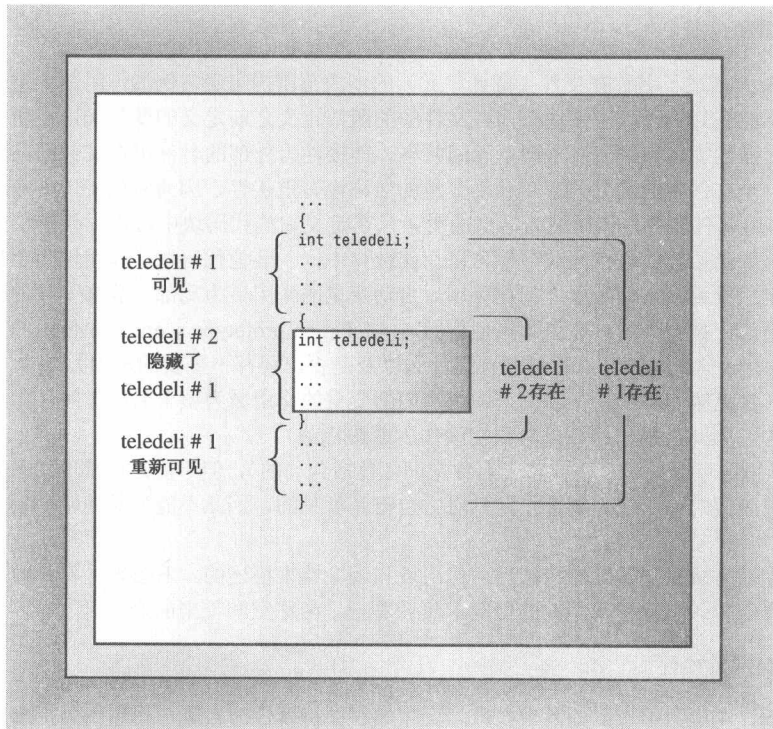 teledeli # 1
可见
teledeli # 2
隐藏了
teledeli # 1
teledeli # 1
重新可见
...
{
int teledeli;
...
...
...
{
int teledeli;
...
...
...
}
...
...
...
}
teledeli
# 2存在
teledeli
# 1存在